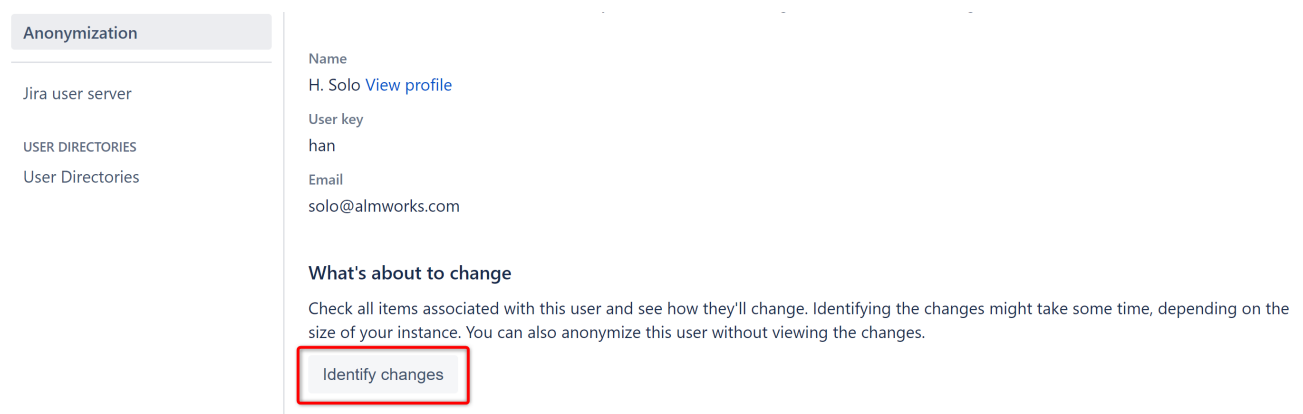 Anonymization
Jira user server
USER DIRECTORIES
User Directories
Name
H. Solo View profile
User key
han
Email
solo@almworks.com
What's about to change
Check all items associated with this user and see how they'll change. Identifying the changes might take some time, depending on the
size of your instance. You can also anonymize this user without viewing the changes.
Identify changes